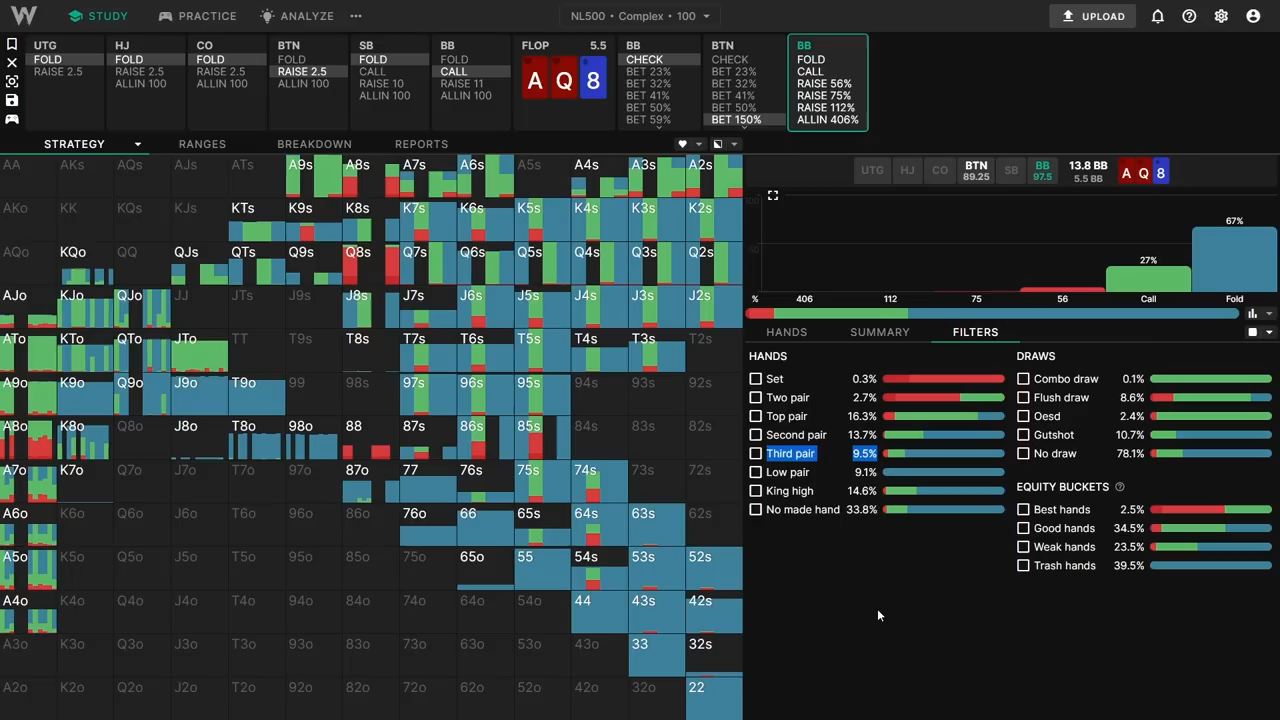 W STUDY PRACTICE ANALYZE ••• NL500 • Complex • 100 UPLOAD
UTG
FOLD
RAISE 2.5
HJ
FOLD
RAISE 2.5
ALLIN 100
CO
FOLD
RAISE 2.5
ALLIN 100
BTN
FOLD
RAISE 2.5
ALLIN 100
SB
FOLD
CALL
RAISE 10
ALLIN 100
BB
FOLD
CALL
RAISE 11
ALLIN 100
FLOP 5.5
A Q 8
BB
CHECK
BET 23%
BET 32%
BET 41%
BET 50%
BET 59%
BTN
CHECK
BET 23%
BET 32%
BET 41%
BET 50%
BET 150%
BB
FOLD
CALL
RAISE 56%
RAISE 75%
RAISE 112%
ALLIN 406%
STRATEGY RANGES BREAKDOWN REPORTS
AA AKs AQs AJs ATs A9s A8s A7s A6s A5s A4s A3s A2s
AKo KK KQs KJs KTs K9s K8s K7s K6s K5s K4s K3s K2s
AQo KQo QQ QJs QTs Q9s Q8s Q7s Q6s Q5s Q4s Q3s Q2s
AJo KJo QJo JJ JTs J9s J8s J7s J6s J5s J4s J3s J2s
ATo KTo QTo JTo TT T9s T8s T7s T6s T5s T4s T3s T2s
A9o K9o Q9o J9o T9o 99 98s 97s 96s 95s 94s 93s 92s
A8o K8o Q8o J8o T8o 98o 88 87s 86s 85s 84s 83s 82s
A7o K7o Q7o J7o T7o 97o 87o 77 76s 75s 74s 73s 72s
A6o K6o Q6o J6o T6o 96o 86o 76o 66 65s 64s 63s 62s
A5o K5o Q5o J5o T5o 95o 85o 75o 65o 55 54s 53s 52s
A4o K4o Q4o J4o T4o 94o 84o 74o 64o 54o 44 43s 42s
A3o K3o Q3o J3o T3o 93o 83o 73o 63o 53o 43o 33 32s
A2o K2o Q2o J2o T2o 92o 82o 72o 62o 52o 42o 32o 22
UTG HJ CO BTN 89.25 SB BB 97.5 13.8 BB 5.5 BB A Q 8
100
50
27%
67%
% 406 112 75 56 Call Fold
HANDS SUMMARY FILTERS
HANDS
Set 0.3%
Two pair 2.7%
Top pair 16.3%
Second pair 13.7%
Third pair 9.5%
Low pair 9.1%
King high 14.6%
No made hand 33.8%
DRAWS
Combo draw 0.1%
Flush draw 8.6%
Oesd 2.4%
Gutshot 10.7%
No draw 78.1%
EQUITY BUCKETS
Best hands 2.5%
Good hands 34.5%
Weak hands 23.5%
Trash hands 39.5%